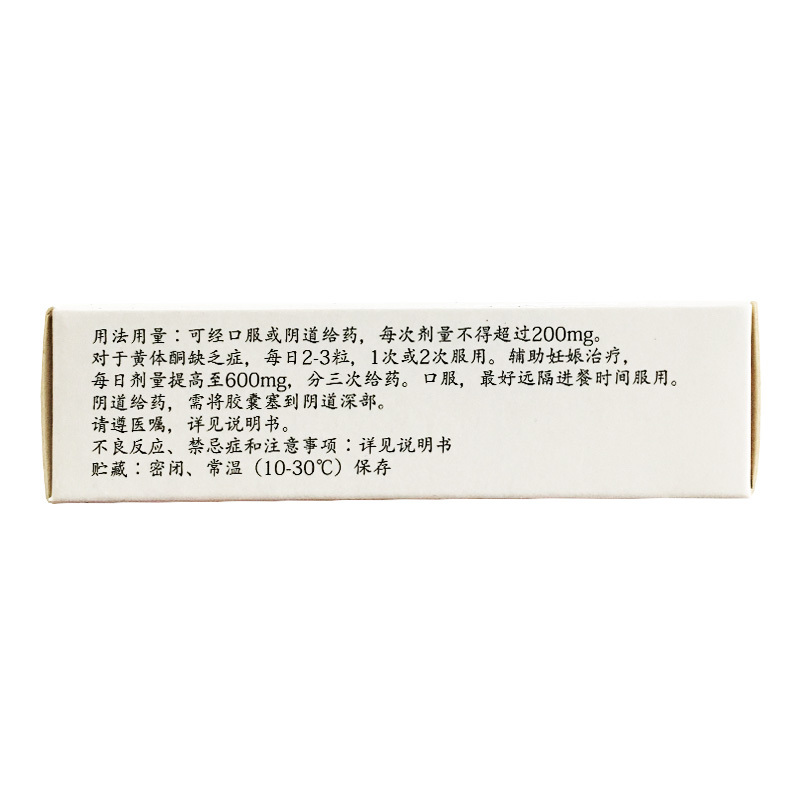 用法用量：可经口服或阴道给药，每次剂量不得超过200mg。
对于黄体酮缺乏症，每日2-3粒，1次或2次服用。辅助妊娠治疗，
每日剂量提高至600mg，分三次给药。口服，最好远隔进餐时间服用。
阴道给药，需将胶囊塞到阴道深部。
请遵医嘱，详见说明书。
不良反应、禁忌症和注意事项：详见说明书
贮藏：密闭、常温（10-30℃）保存